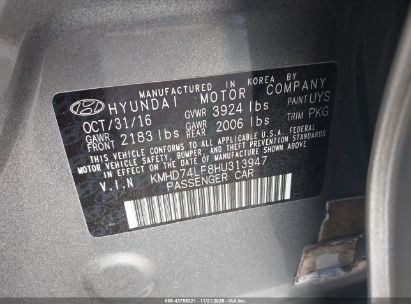 MANUFACTURED IN KOREA BY
HYUNDAI MOTOR COMPANY
OCT/31/16 GVWR 3924 lbs PAINT UYS
GAWR FRONT 2183 lbs GAWR REAR 2006 lbs TRIM PKG
THIS VEHICLE CONFORMS TO ALL APPLICABLE U.S.A. FEDERAL
MOTOR VEHICLE SAFETY, BUMPER, AND THEFT PREVENTION STANDARDS
IN EFFECT ON THE DATE OF MANUFACTURE SHOWN ABOVE.
V.I.N KMHD74LF8HU313947
PASSENGER CAR